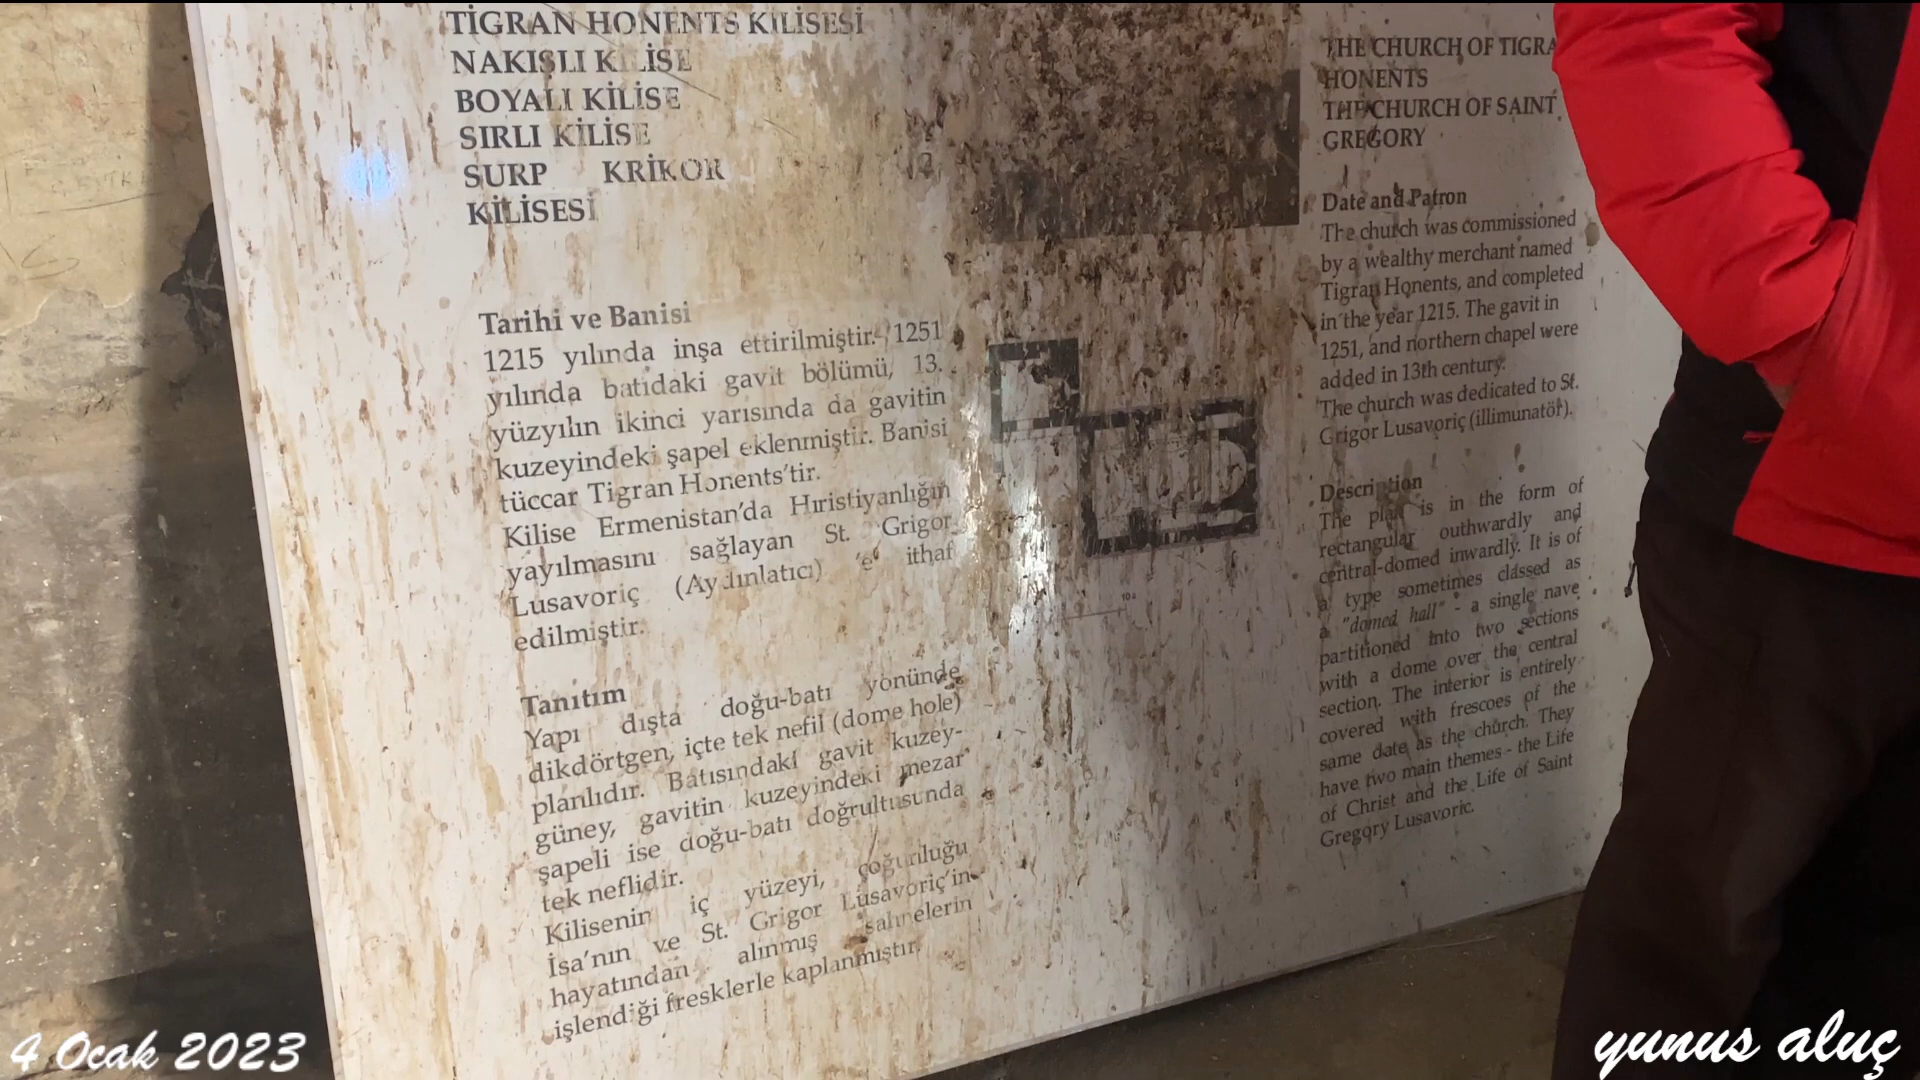 TİGRAN HONENTS KİLİSESİ
NAKIŞLI KİLİSE
BOYALI KİLİSE
SIRLI KİLİSE
SURP KRİKOR
KİLİSESİ
Tarihi ve Banisi
1215 yılında inşa ettirilmiştir. 1251
yılında batıdaki gavit bölümü, 13.
yüzyılın ikinci yarısında da gavitin
kuzeyindeki şapel eklenmiştir. Banisi
tüccar Tigran Honents'tir.
Kilise Ermenistan'da Hıristiyanlığın
yayılmasını sağlayan St. Grigor
Lusavoriç (Aydınlatıcı) 'e ithaf
edilmiştir.
Tanıtım
Yapı dışta doğu-batı yönünde
dikdörtgen, içte tek nefil (dome hole)
planlıdır. Batısındaki gavit kuzey-
güney, gavitin kuzeyindeki mezar
şapeli ise doğu-batı doğrultusunda
tek neflidir.
Kilisenin iç yüzeyi, çoğunluğu
İsa'nın ve St. Grigor Lusavoriç'in
hayatından alınmış sahnelerin
işlendiği fresklerle kaplanmıştır.
THE CHURCH OF TIGRA
HONENTS
THE CHURCH OF SAINT
GREGORY
Date and Patron
The church was commissioned
by a wealthy merchant named
Tigran Honents, and completed
in the year 1215. The gavit in
1251, and northern chapel were
added in 13th century.
The church was dedicated to St.
Grigor Lusavoriç (illimunatör).
Description
The plan is in the form of
rectangular outhwardly and
central-domed inwardly. It is of
a type sometimes classed as
a "domed hall" - a single nave
partitioned into two sections
with a dome over the central
section. The interior is entirely
covered with frescoes of the
same date as the church. They
have two main themes - the Life
of Christ and the Life of Saint
Gregory Lusavoric.
4 Ocak 2023
yunus aluç